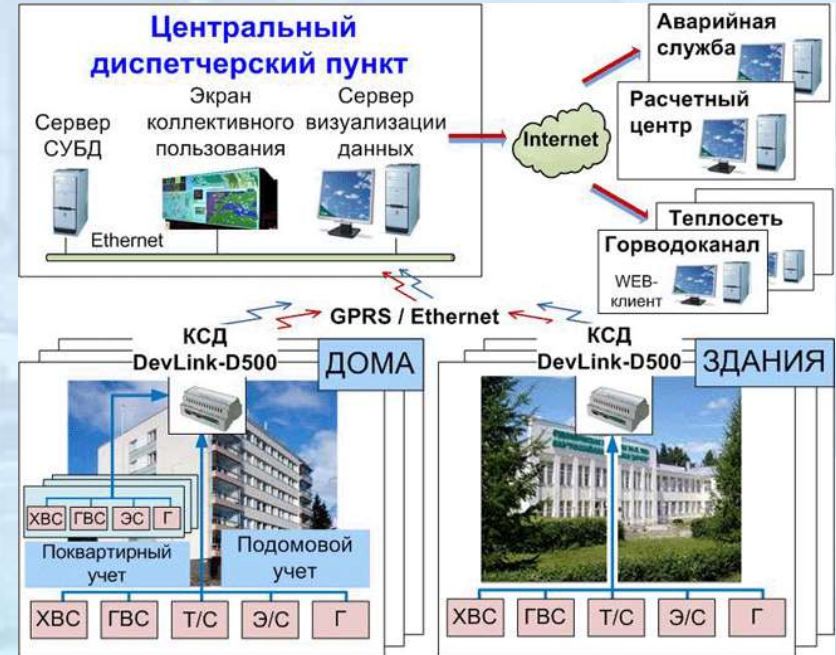 Центральный
диспетчерский пункт
Сервер
СУБД
Экран
коллективного
пользования
Сервер
визуализации
данных
Ethernet
Internet
Аварийная
служба
Расчетный
центр
Теплосеть
Горводоканал
WEB-
клиент
GPRS / Ethernet
КСД
DevLink-D500
ДОМА
ХВС ГВС ЭС Г
Поквартирный
учет
Подомовой
учет
ХВС ГВС Т/С Э/С Г
КСД
DevLink-D500
ЗДАНИЯ
ХВС ГВС Т/С Э/С Г